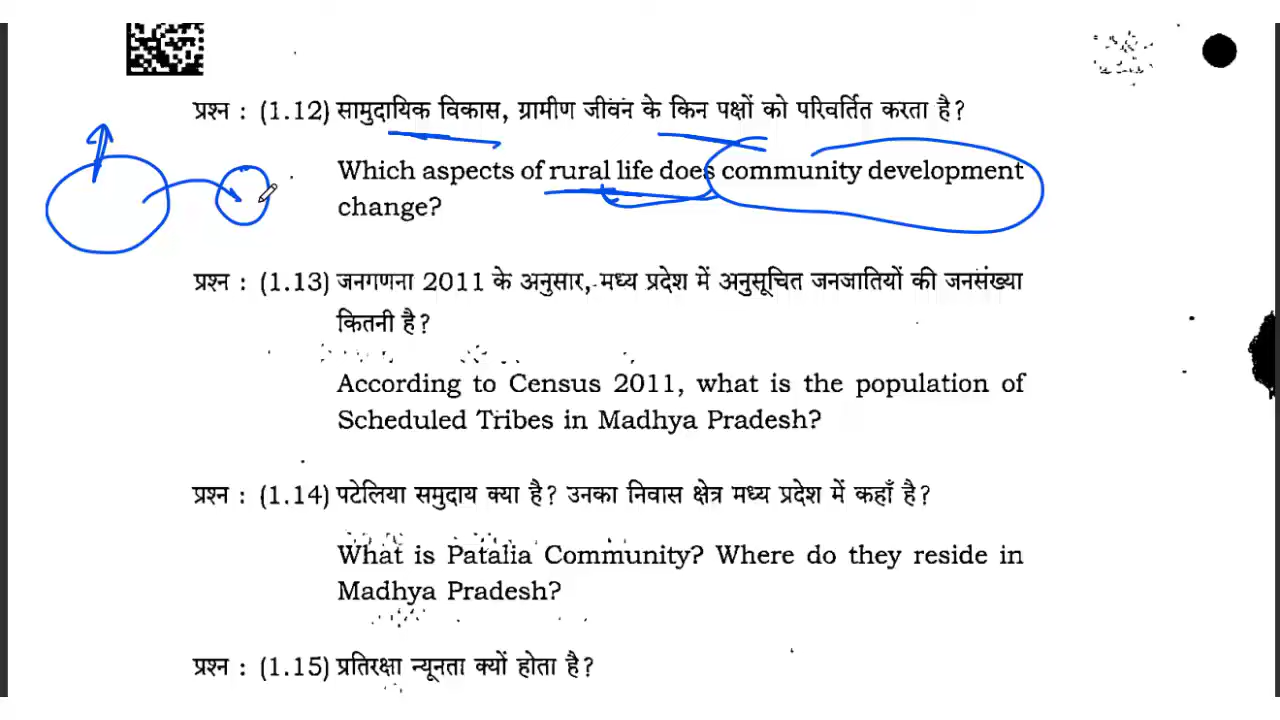 प्रश्न : (1.12) सामुदायिक विकास, ग्रामीण जीवन के किन पक्षों को परिवर्तित करता है?
Which aspects of rural life does community development
change?
प्रश्न : (1.13) जनगणना 2011 के अनुसार, मध्य प्रदेश में अनुसूचित जनजातियों की जनसंख्या
कितनी है?
According to Census 2011, what is the population of
Scheduled Tribes in Madhya Pradesh?
प्रश्न : (1.14) पटेलिया समुदाय क्या है? उनका निवास क्षेत्र मध्य प्रदेश में कहाँ है?
What is Patalia Community? Where do they reside in
Madhya Pradesh?
प्रश्न : (1.15) प्रतिरक्षा न्यूनता क्यों होता है?